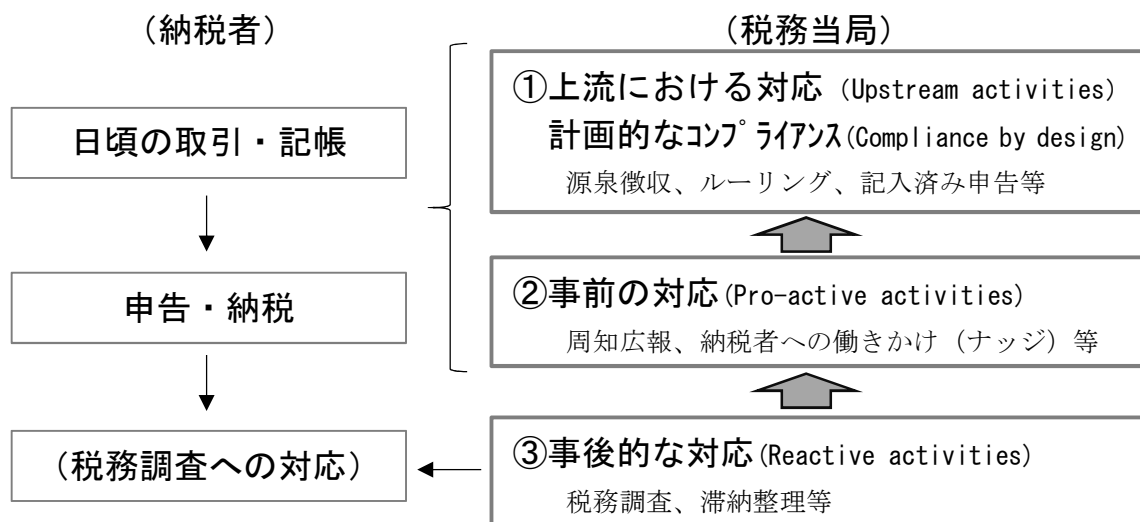 （納税者）
日頃の取引・記帳
申告・納税
（税務調査への対応）
（税務当局）
①上流における対応 (Upstream activities)
計画的なｺﾝﾌﾟﾗｲｱﾝｽ(Compliance by design)
源泉徴収、ルーリング、記入済み申告等
②事前の対応(Pro-active activities)
周知広報、納税者への働きかけ（ナッジ）等
③事後的な対応(Reactive activities)
税務調査、滞納整理等